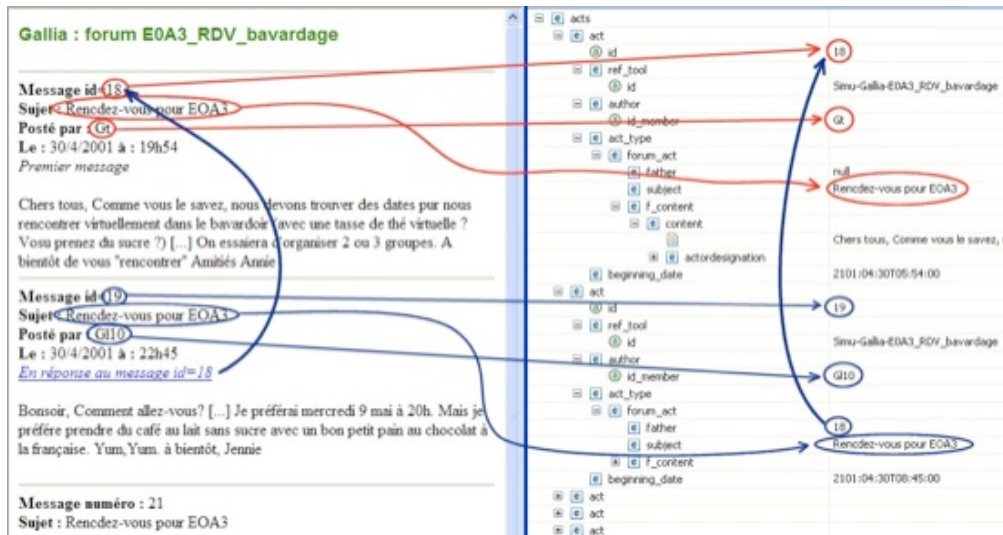 Gallia : forum E0A3_RDV_bavardage
Message id=18
Sujet : Rencdez-vous pour EOA3
Posté par : Gt
Le : 30/4/2001 à : 19h54
Premier message
Chers tous, Comme vous le savez, nous devons trouver des dates pur nous
rencontrer virtuellement dans le bavardoir (avec une tasse de thé virtuelle ?
Vosu prenez du sucre ?) [...] On essaiera d'organiser 2 ou 3 groupes. A
bientôt de vous "rencontrer" Amitiés Annie
Message id=19
Sujet : Rencdez-vous pour EOA3
Posté par : Gl10
Le : 30/4/2001 à : 22h45
En réponse au message id=18
Bonsoir, Comment allez-vous? [...] Je préférai mercredi 9 mai à 20h. Mais je
préfère prendre du café au lait sans sucre avec un bon petit pain au chocolat à
la française. Yum,Yum. à bientôt, Jennie
Message numéro : 21
Sujet : Rencdez-vous pour EOA3
acts
act
id 18
ref_tool
id Simu-Gallia-E0A3_RDV_bavardage
author
id_member Gt
act_type
forum_act
father null
subject Rencdez-vous pour EOA3
f_content
content
Chers tous, Comme vous le savez,
actordesignation
beginning_date 2101:04:30T05:54:00
act
id 19
ref_tool
id Simu-Gallia-E0A3_RDV_bavardage
author
id_member Gl10
act_type
forum_act
father 18
subject Rencdez-vous pour EOA3
f_content
beginning_date 2101:04:30T08:45:00
act
act
act